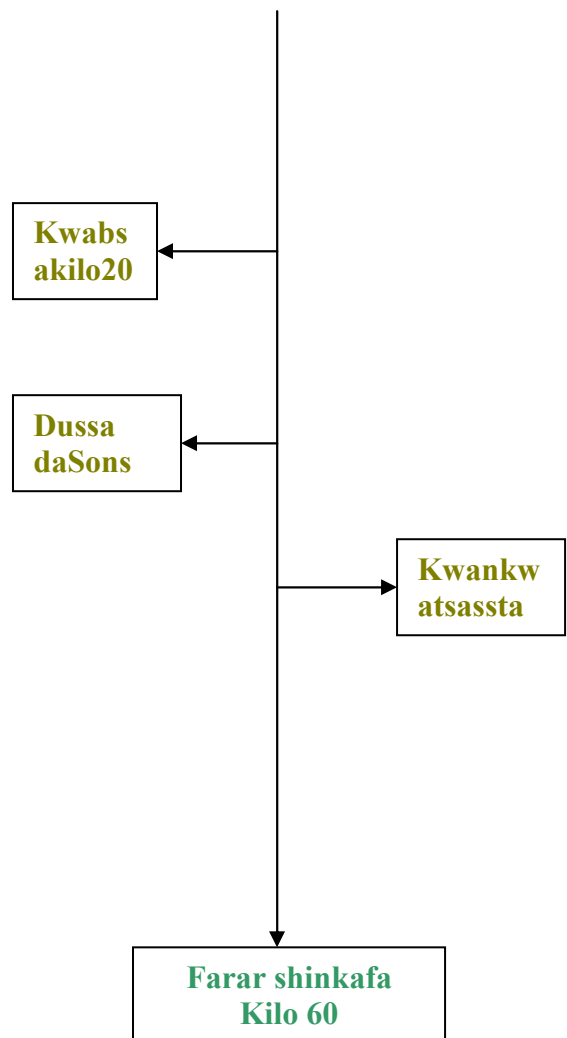 Kwabs
akilo20
Dussa
daSons
Kwankw
atsassta
Farar shinkafa
Kilo 60